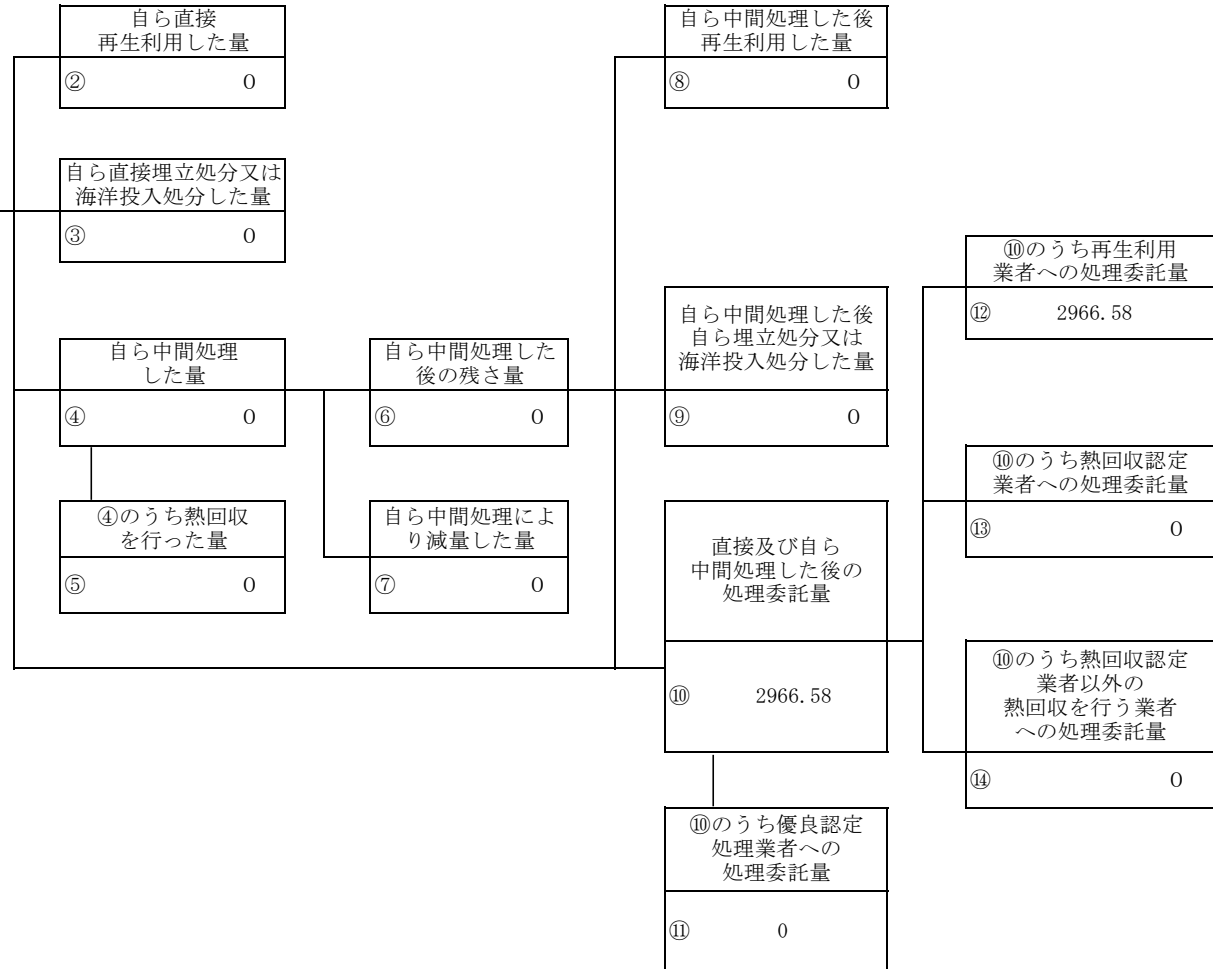 自ら直接
再生利用した量
② 0
自ら直接埋立処分又は
海洋投入処分した量
③ 0
自ら中間処理
した量
④ 0
④のうち熱回収
を行った量
⑤ 0
自ら中間処理した
後の残さ量
⑥ 0
自ら中間処理によ
り減量した量
⑦ 0
自ら中間処理した後
再生利用した量
⑧ 0
自ら中間処理した後
自ら埋立処分又は
海洋投入処分した量
⑨ 0
直接及び自ら
中間処理した後の
処理委託量
⑩ 2966.58
⑩のうち優良認定
処理業者への
処理委託量
⑪ 0
⑩のうち再生利用
業者への処理委託量
⑫ 2966.58
⑩のうち熱回収認定
業者への処理委託量
⑬ 0
⑩のうち熱回収認定
業者以外の
熱回収を行う業者
への処理委託量
⑭ 0